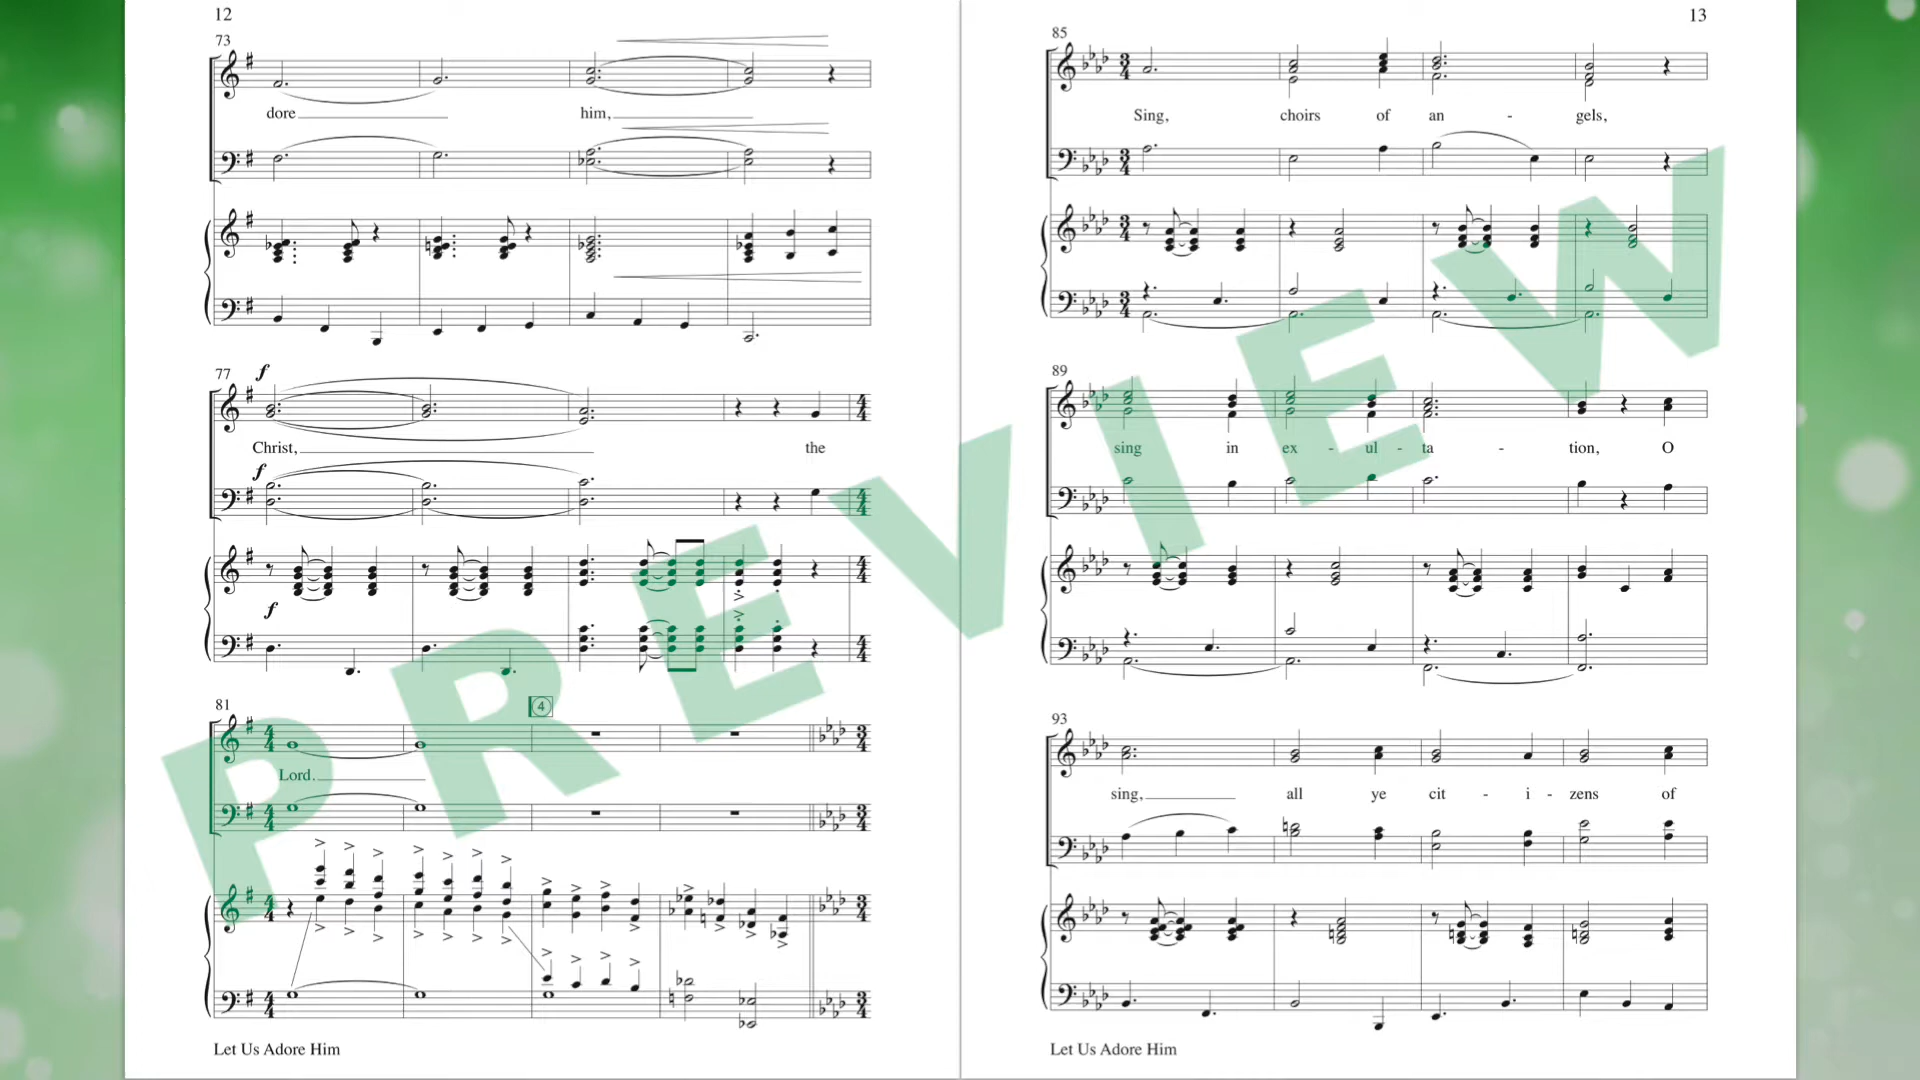 12
73
dore him,
77
f
Christ, the
f
f
81
4
Lord.
Let Us Adore Him
13
85
Sing, choirs of an - gels,
89
sing in ex - ul - ta - tion, O
93
sing, all ye cit - i - zens of
Let Us Adore Him
PREVIEW